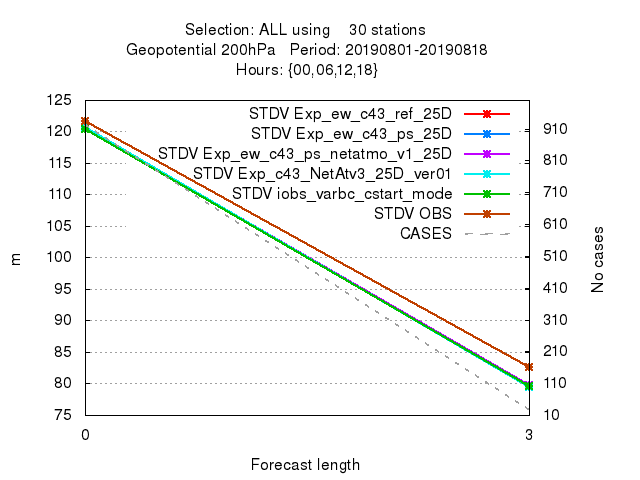 Selection: ALL using    30 stations
Geopotential 200hPa   Period: 20190801-20190818
Hours: {00,06,12,18}
STDV Exp_ew_c43_ref_25D
STDV Exp_ew_c43_ps_25D
STDV Exp_ew_c43_ps_netatmo_v1_25D
STDV Exp_c43_NetAtv3_25D_ver01
STDV iobs_varbc_cstart_mode
STDV OBS
CASES
125
120
115
110
105
100
95
90
85
80
75
m
910
810
710
610
510
410
310
210
110
10
No cases
0
3
Forecast length